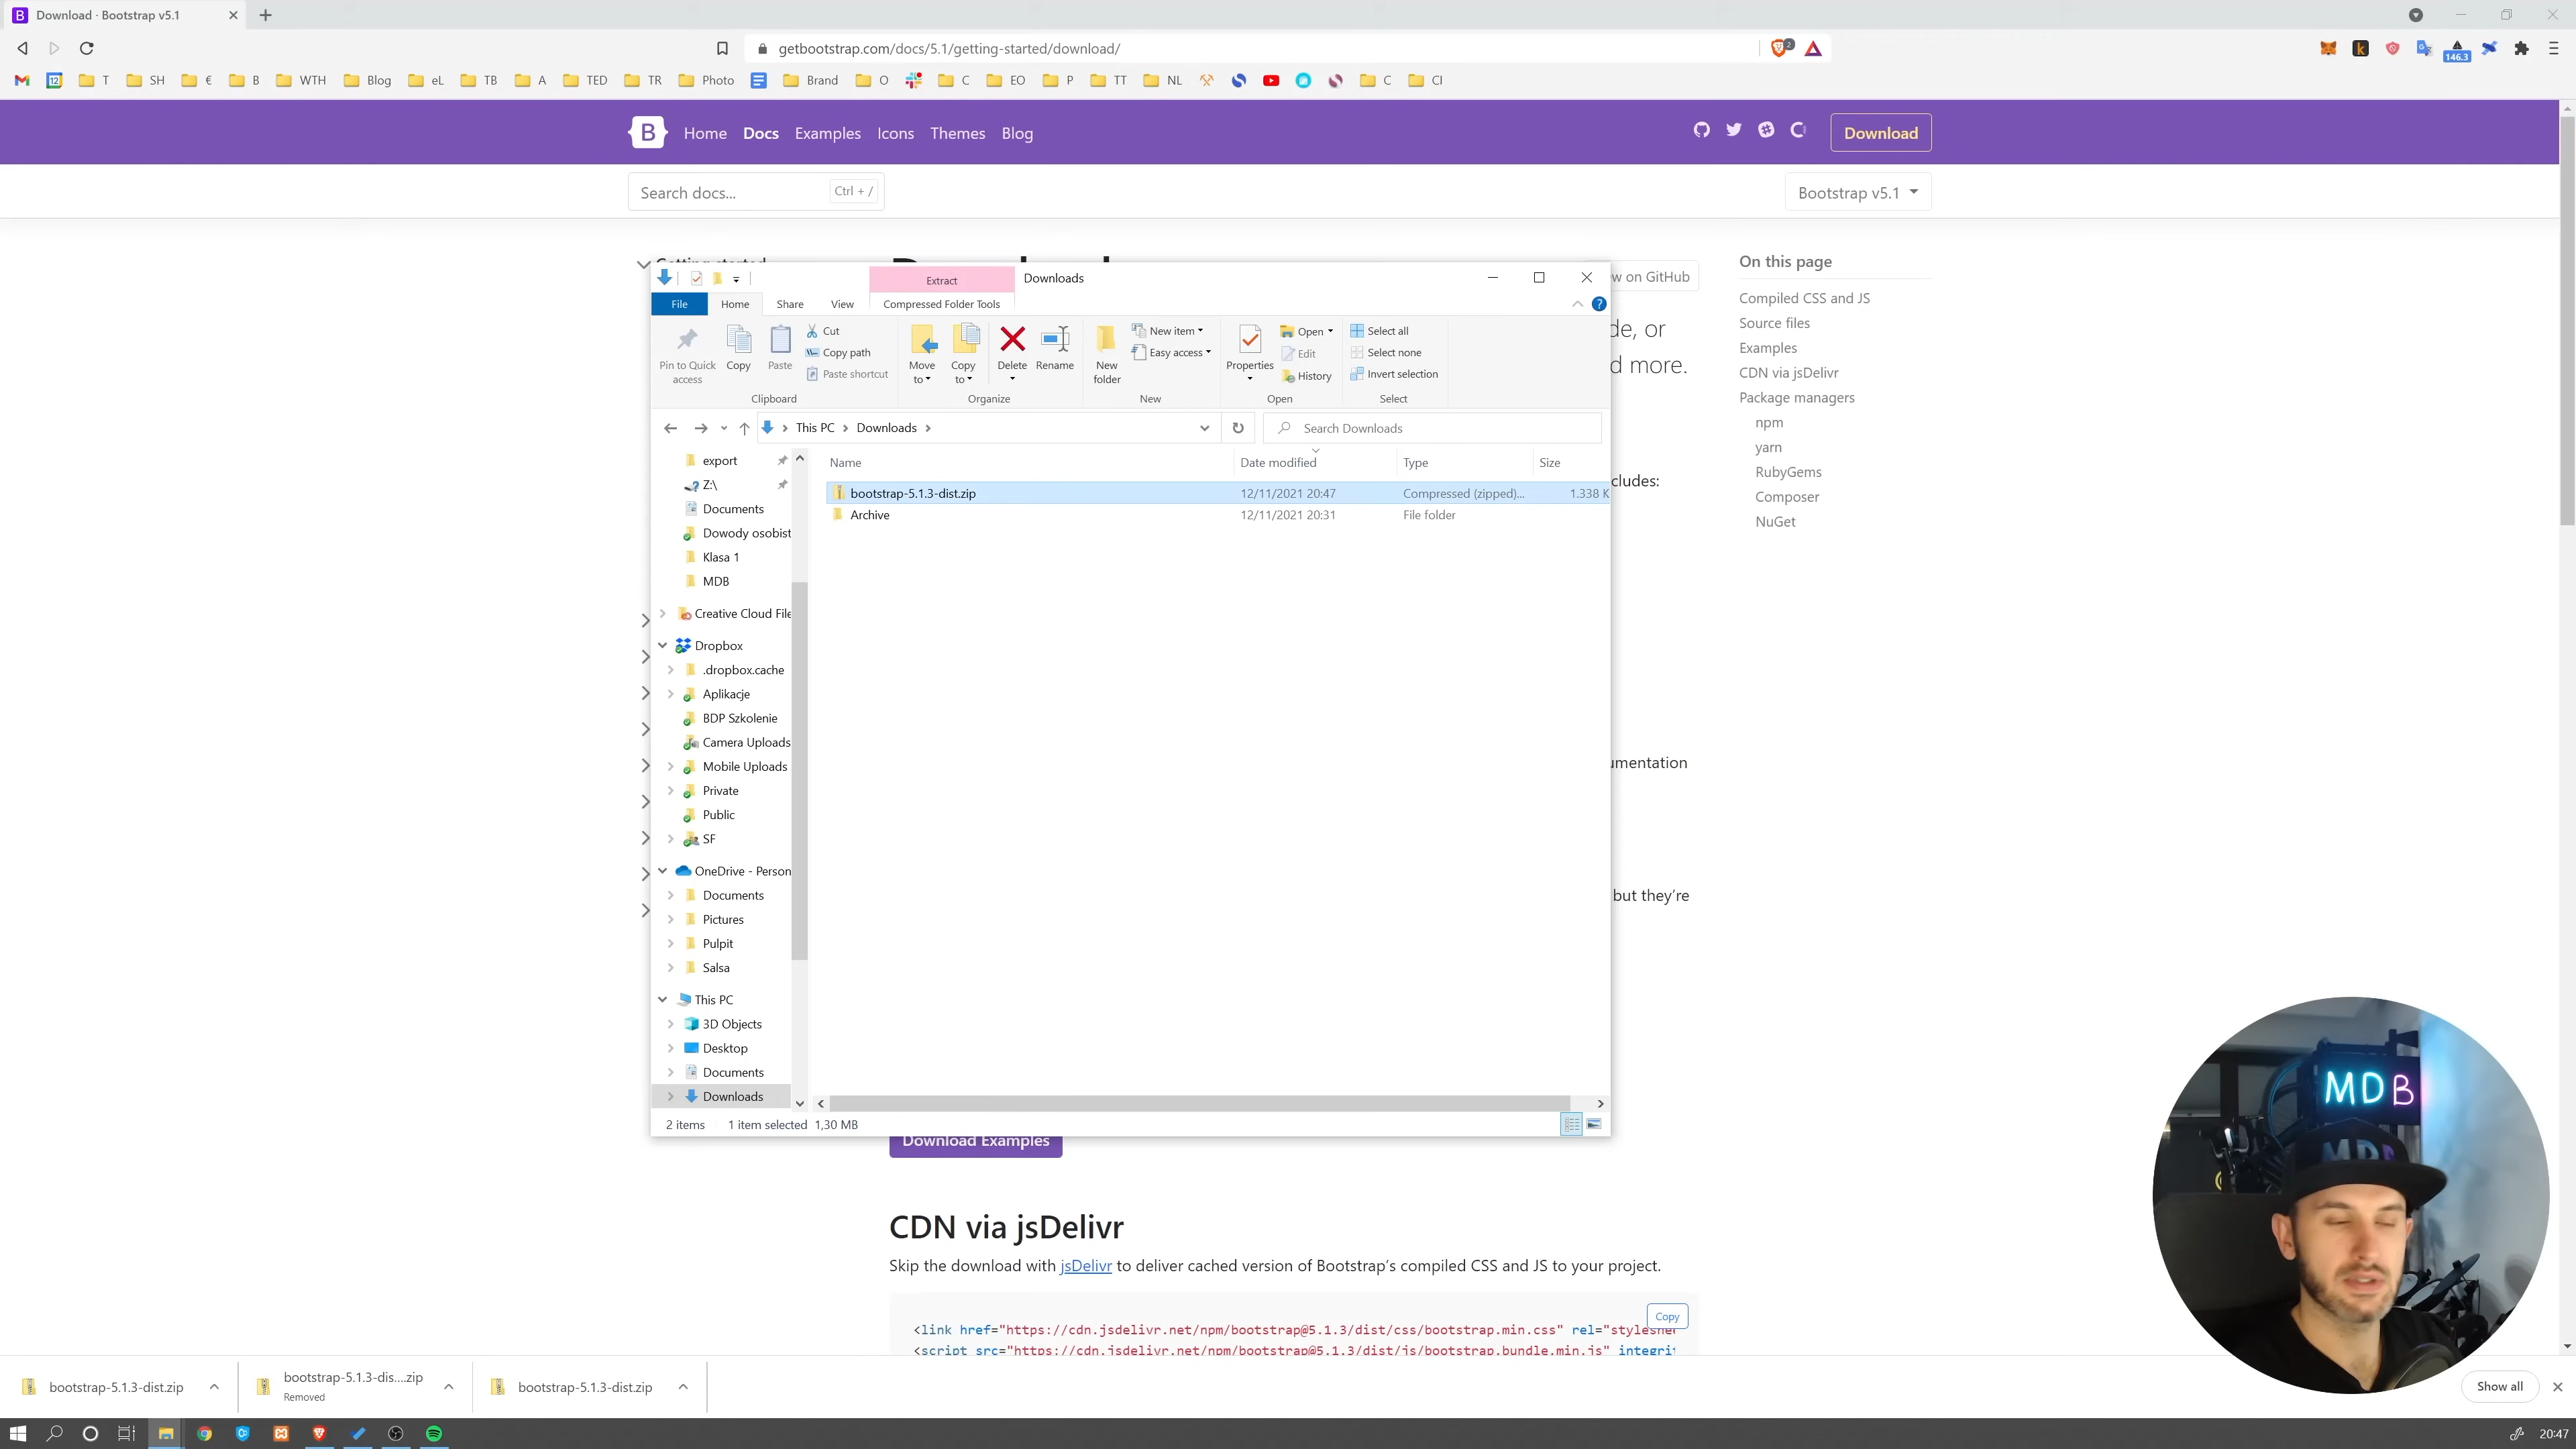 Download · Bootstrap v5.1
getbootstrap.com/docs/5.1/getting-started/download/
2
146.3
12
T
SH
€
B
WTH
Blog
eL
TB
A
TED
TR
Photo
Brand
O
C
EO
P
TT
NL
C
CI
B
Home
Docs
Examples
Icons
Themes
Blog
Download
Search docs...
Ctrl + /
Bootstrap v5.1
w on GitHub
de, or
d more.
cludes:
umentation
but they're
On this page
Compiled CSS and JS
Source files
Examples
CDN via jsDelivr
Package managers
npm
yarn
RubyGems
Composer
NuGet
Extract
Downloads
File
Home
Share
View
Compressed Folder Tools
Pin to Quick access
Copy
Paste
Cut
Copy path
Paste shortcut
Clipboard
Move to
Copy to
Delete
Rename
Organize
New folder
New item
Easy access
New
Properties
Open
Edit
History
Open
Select all
Select none
Invert selection
Select
This PC
Downloads
Search Downloads
Name
Date modified
Type
Size
bootstrap-5.1.3-dist.zip
12/11/2021 20:47
Compressed (zipped)...
1.338 K
Archive
12/11/2021 20:31
File folder
export
Z:\
Documents
Dowody osobist
Klasa 1
MDB
Creative Cloud File
Dropbox
.dropbox.cache
Aplikacje
BDP Szkolenie
Camera Uploads
Mobile Uploads
Private
Public
SF
OneDrive - Person
Documents
Pictures
Pulpit
Salsa
This PC
3D Objects
Desktop
Documents
Downloads
2 items
1 item selected
1,30 MB
Download Examples
CDN via jsDelivr
Skip the download with jsDelivr to deliver cached version of Bootstrap's compiled CSS and JS to your project.
Copy
<link href="https://cdn.jsdelivr.net/npm/bootstrap@5.1.3/dist/css/bootstrap.min.css" rel="styleshe
<script src="https://cdn.jsdelivr.net/npm/bootstrap@5.1.3/dist/js/bootstrap.bundle.min.js" integrit
MDB
bootstrap-5.1.3-dist.zip
bootstrap-5.1.3-dis....zip
Removed
bootstrap-5.1.3-dist.zip
Show all
20:47